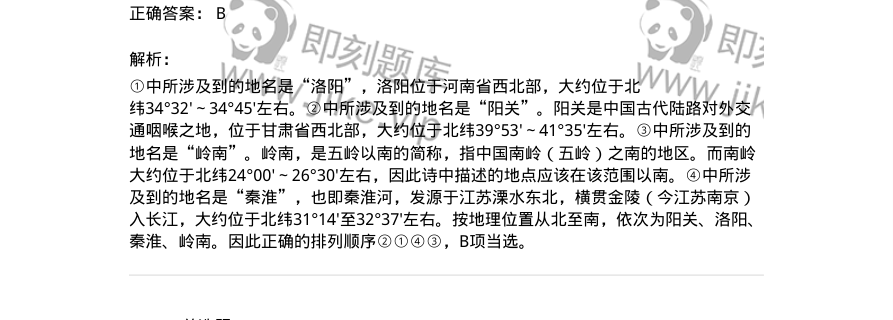 正确答案： B
即刻题库
www.jike.vip
即刻
www.jik
解析：
①中所涉及到的地名是“洛阳”，洛阳位于河南省西北部，大约位于北
纬34°32' ~ 34°45'左右。②中所涉及到的地名是“阳关”。阳关是中国古代陆路对外交
通咽喉之地，位于甘肃省西北部，大约位于北纬39°53' ~ 41°35'左右。③中所涉及到的
地名是“岭南”。岭南，是五岭以南的简称，指中国南岭（五岭）之南的地区。而南岭
大约位于北纬24°00' ~ 26°30'左右，因此诗中描述的地点应该在该范围以南。④中所涉
及到的地名是“秦淮”，也即秦淮河，发源于江苏溧水东北，横贯金陵（今江苏南京）
入长江，大约位于北纬31°14'至32°37'左右。按地理位置从北至南，依次为阳关、洛阳、
秦淮、岭南。因此正确的排列顺序②①④③，B项当选。